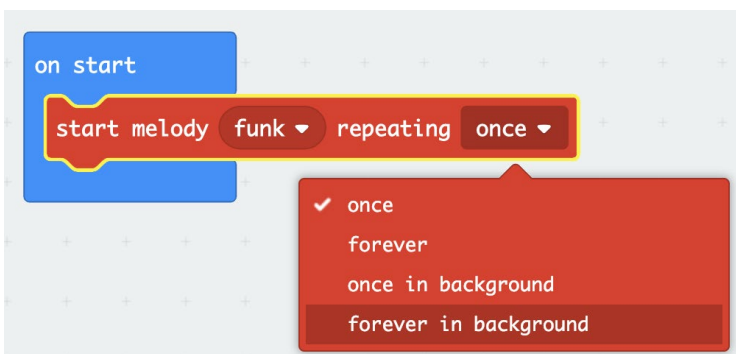 on start
start melody funk repeating once
once
forever
once in background
forever in background